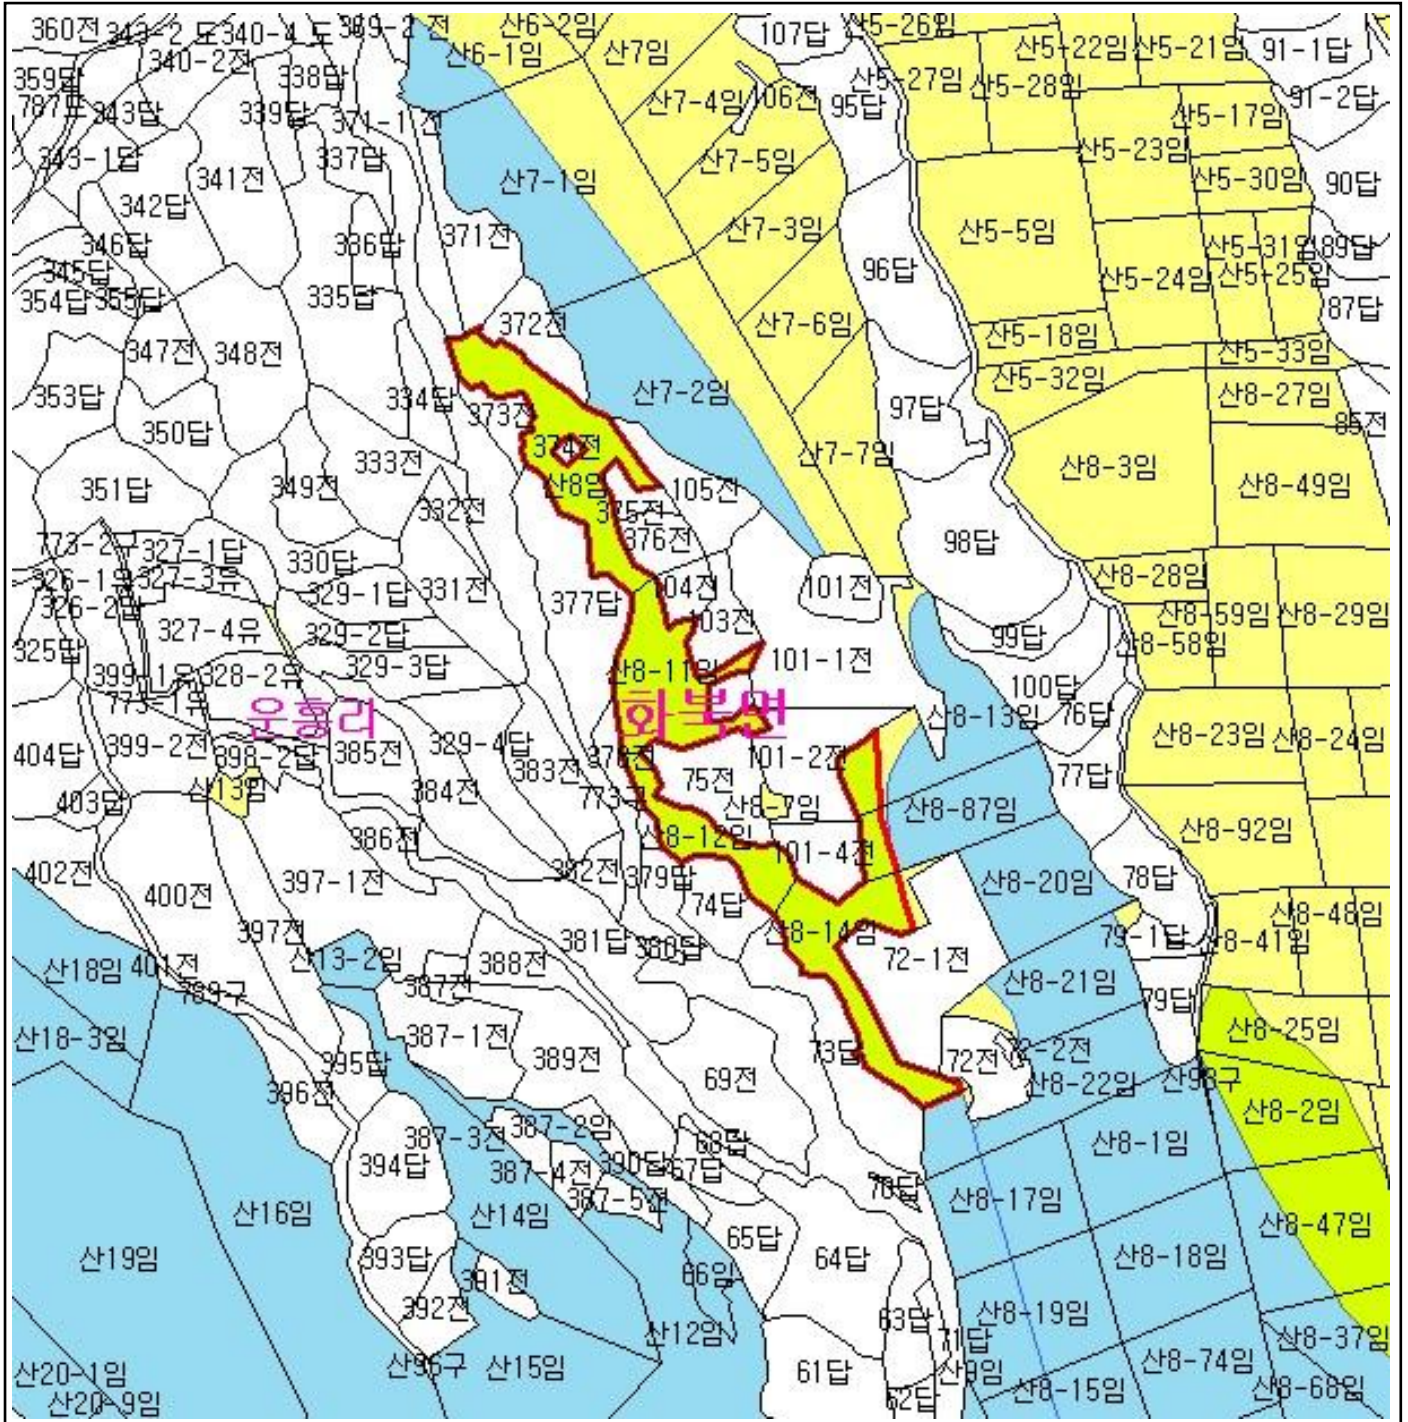 360전 343-2 도 340-4 도 369-2 전 산6-2임 107답 산5-26임
산6-1임 산7임 산5-22임 산5-21임 91-1답
359답 340-2전 338답 산5-27임 산5-28임
787도 343답 339답 371-1 전 산7-4임 106전 95답 산5-17임 91-2답
343-1답 337답 산7-5임 산5-23임
341전 산7-1임 산5-30임 90답
342답
346답 336답 371전 산7-3임 산5-5임 산5-31임 89답
345답 96답 산5-24임 산5-25임
354답 355답 335답 87답
372전 산7-6임 산5-18임
347전 348전 산5-33임
353답 334답 산7-2임 산5-32임 산8-27임
373전 97답
350답 374전 85전
333전 산7-7임 산8-3임
351답 349전 산8임 105전 산8-49임
332전 375전
773-2구 327-1답 330답 376전 98답
326-1유 327-3유 331전 104전 101전 산8-28임
326-2답 329-1답 377답 산8-59임 산8-29임
327-4유 329-2답 103전 99답 산8-58임
325답 329-3답 산8-11임 101-1전
399-1유 328-2유 100답
773-1유 운흥리 화북면 산8-13임 76답
404답 399-2전 398-2답 385전 329-4답 378전 101-2전 산8-23임 산8-24임
383전 75전 77답
403답 산13임 384전 773-구 산8-7임 산8-87임
386전 산8-12임 101-4전 산8-92임
402전 400전 397-1전 382전 379답 산8-20임 78답
74답 산8-48임
397전 381답 380답 산8-14임 79-1답 산8-41임
산18임 401전 산13-2임 388전 72-1전
789구 387전 산8-21임 79답
산18-3임 387-1전 산8-25임
395답 389전 73답 72전 72-2전
396전 69전 산8-22임 산98구
387-3전 387-2임 산8-2임
68답 산8-1임
394답 387-4전 390답 67답
387-5전 70답 산8-17임
산16임 산14임 산8-47임
65답
산19임 393답 64답 산8-18임
391전 66임
392전 산8-19임
산12임 63답 71답 산8-37임
산20-1임 산96구 산15임 61답 산9임 산8-74임
산20-9임 62답 산8-15임 산8-68임